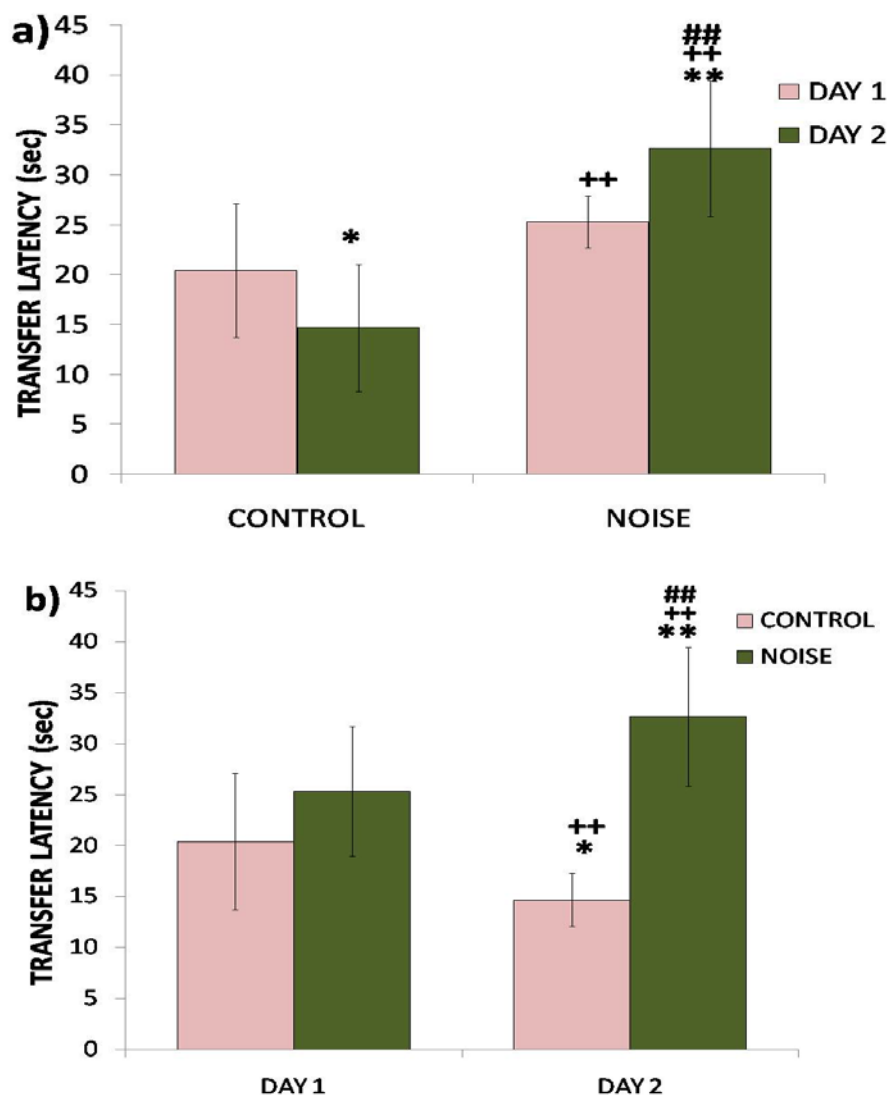 a)
TRANSFER LATENCY (sec)
45
40
35
30
25
20
15
10
5
0
*
++
##
++
**
DAY 1
DAY 2
CONTROL
NOISE
b)
TRANSFER LATENCY (sec)
45
40
35
30
25
20
15
10
5
0
++
*
##
++
**
CONTROL
NOISE
DAY 1
DAY 2